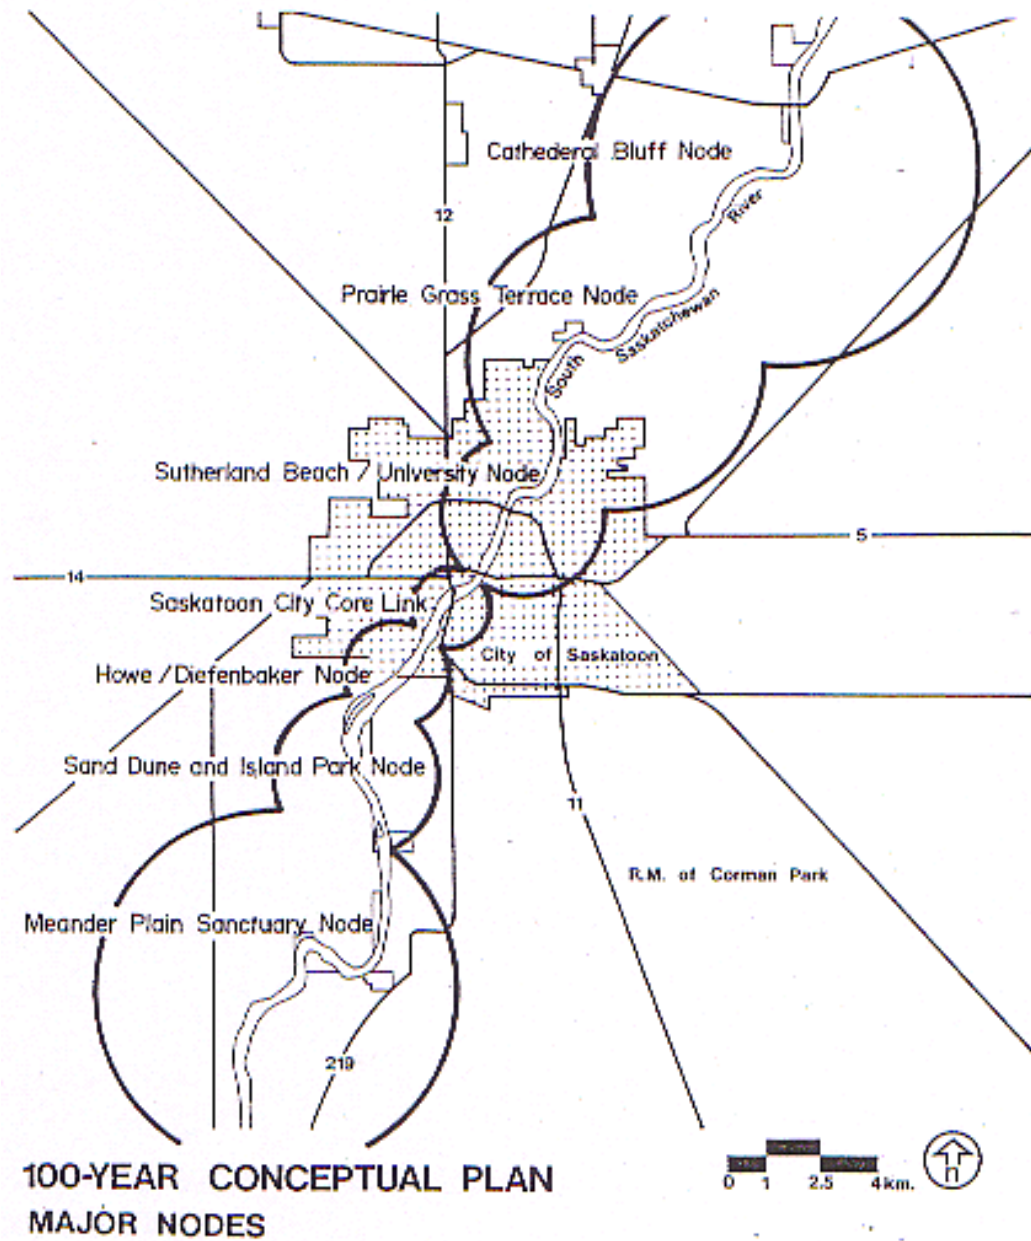 Cathederal Bluff Node
12
River
Prairie Grass Terrace Node
Saskatchewan
South
Sutherland Beach / University Node
5
14
Saskatoon City Core Link
City of Saskatoon
Howe / Diefenbaker Node
Sand Dune and Island Park Node
11
R.M. of Corman Park
Meander Plain Sanctuary Node
219
100-YEAR CONCEPTUAL PLAN
MAJOR NODES
0 1 2.5 4 km.
N